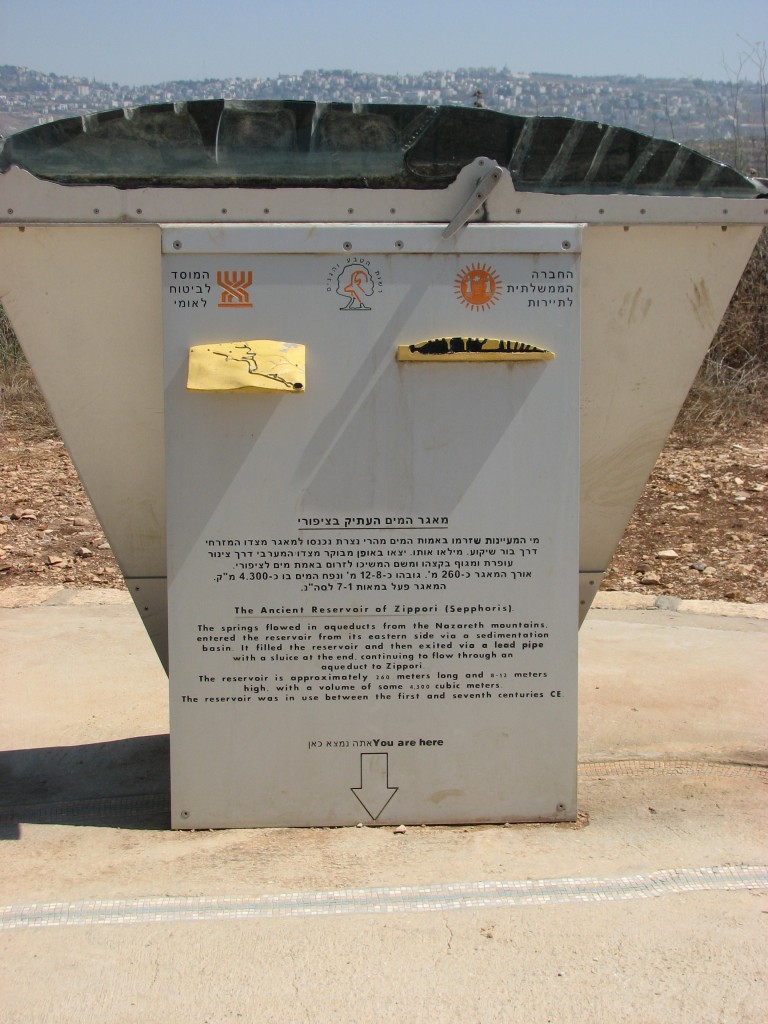 המוסד
לביטוח
לאומי
רשות הטבע והגנים
החברה
הממשלתית
לתיירות
מאגר המים העתיק בציפורי
מי המעיינות שזרמו באמות המים מהרי נצרת נכנסו למאגר מצדו המזרחי
דרך בור שיקוע. מילאו אותו. יצאו באופן מבוקר מצדו המערבי דרך צינור
עופרת ומגוף בקצהו ומשם המשיכו לזרום באמת מים לציפורי.
אורך המאגר כ-260 מ'. גובהו כ-12-8 מ' ונפח המים בו כ-4.300 מ"ק.
המאגר פעל במאות 7-1 לסה"נ.
The Ancient Reservoir of Zippori (Sepphoris).
The springs flowed in aqueducts from the Nazareth mountains.
entered the reservoir from its eastern side via a sedimentation
basin. It filled the reservoir and then exited via a lead pipe
with a sluice at the end, continuing to flow through an
aqueduct to Zippori.
The reservoir is approximately 260 meters long and 8-12 meters
high, with a volume of some 4.300 cubic meters.
The reservoir was in use between the first and seventh centuries CE.
אתה נמצא כאן You are here